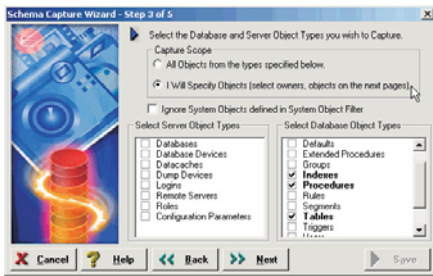 Schema Capture Wizard - Step 3 of 5
Select the Database and Server Object Types you wish to Capture.
Capture Scope
All Objects from the types specified below.
I Will Specify Objects (select owners, objects on the next pages)
Ignore System Objects defined in System Object Filter
Select Server Object Types
Databases
Database Devices
Datacaches
Dump Devices
Logins
Remote Servers
Roles
Configuration Parameters
Select Database Object Types
Defaults
Extended Procedures
Groups
Indexes
Procedures
Rules
Segments
Tables
Triggers
Cancel
Help
Back
Next
Save